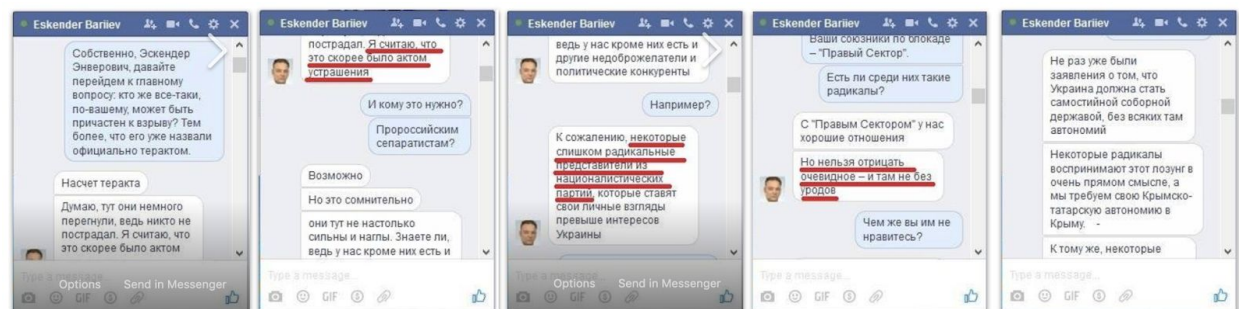 Eskender Bariiev
Собственно, Эскендер
Энверович, давайте
перейдем к главному
вопросу: кто же все-таки,
по-вашему, может быть
причастен к взрыву? Тем
более, что его уже назвали
официально терактом.
Насчет теракта
Думаю, тут они немного
перегнули, ведь никто не
пострадал. Я считаю, что
это скорее было актом
Type a message...
Options Send in Messenger
GIF
Eskender Bariiev
пострадал. Я считаю, что
это скорее было актом
устрашения
И кому это нужно?
Пророссийским
сепаратистам?
Возможно
Но это сомнительно
они тут не настолько
сильны и наглы. Знаете ли,
ведь у нас кроме них есть и
Type a message...
GIF
Eskender Bariiev
ведь у нас кроме них есть и
другие недоброжелатели и
политические конкуренты
Например?
К сожалению, некоторые
слишком радикальные
представители из
националистических
партий, которые ставят
свои личные взгляды
превыше интересов
Украины
Type a message...
Options Send in Messenger
GIF
Eskender Bariiev
Ваши союзники по блокаде
– "Правый Сектор".
Есть ли среди них такие
радикалы?
С "Правым Сектором" у нас
хорошие отношения
Но нельзя отрицать
очевидное – и там не без
уродов
Чем же вы им не
нравитесь?
Type a message...
GIF
Eskender Bariiev
Не раз уже были
заявления о том, что
Украина должна стать
самостийной соборной
державой, без всяких там
автономий
Некоторые радикалы
воспринимают этот лозунг в
очень прямом смысле, а
мы требуем свою Крымско-
татарскую автономию в
Крыму. -
К тому же, некоторые
Type a message...
GIF